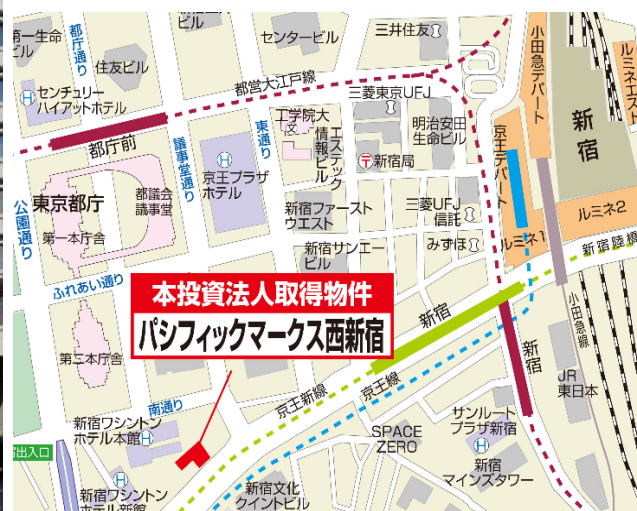 第一生命
ビル
都庁通り
住友ビル
センタービル
三井住友
小田急デパート
ルミネエスト
センチュリー
ハイアットホテル
都営大江戸線
三菱東京UFJ
新宿
都庁前
議事堂通り
東通り
工学院大
情報ビル
エステック
明治安田
生命ビル
京王デパート
京王プラザ
ホテル
新宿局
公園通り
東京都庁
都議会
議事堂
第一本庁舎
新宿ファースト
ウエスト
三菱UFJ
信託
みずほ
ルミネ1
ルミネ2
新宿陸橋
新宿サンエー
ビル
ふれあい通り
本投資法人取得物件
パシフィックマークス西新宿
新宿
新宿
小田急線
第二本庁舎
京王新線
京王線
JR
東日本
南通り
新宿ワシントン
ホテル本館
SPACE
ZERO
サンルート
プラザ新宿
出入口
新宿
マインズタワー
新宿ワシントン
ホテル新館
新宿文化
クイントビル